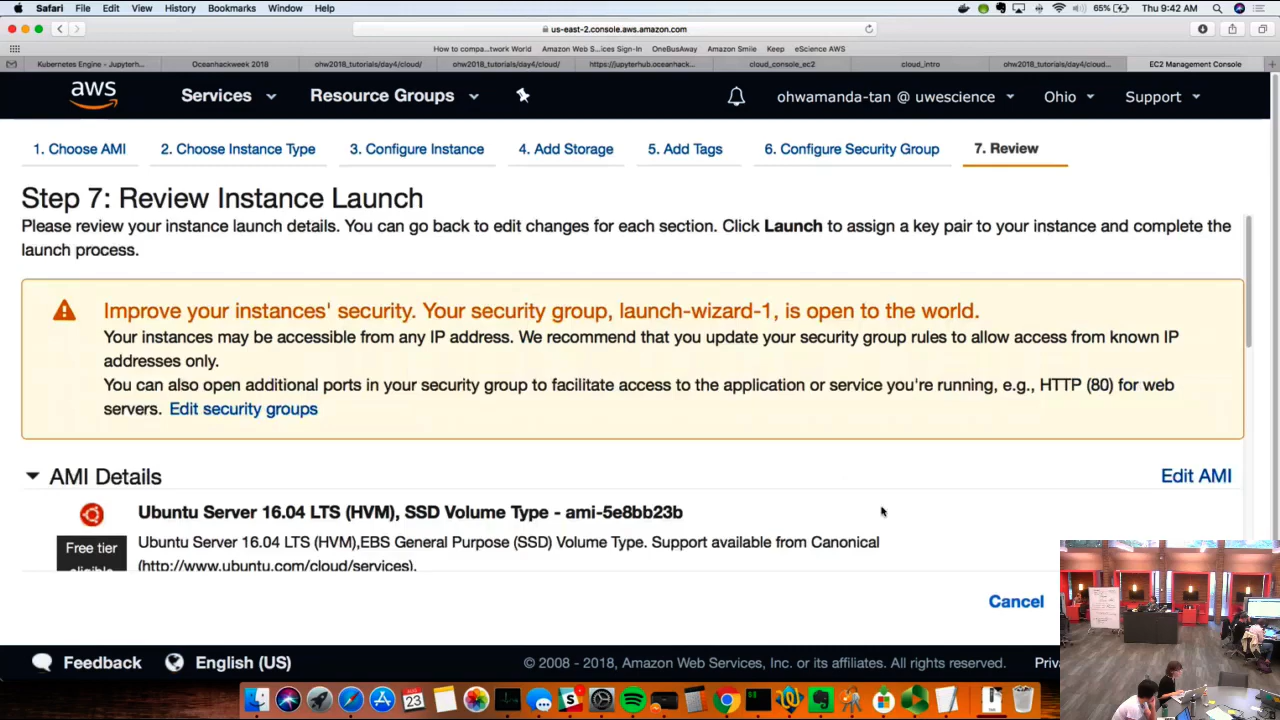 Safari File Edit View History Bookmarks Window Help 65% Thu 9:42 AM
us-east-2.console.aws.amazon.com
How to compa...twork World Amazon Web S...ices Sign-In OneBusAway Amazon Smile Keep eScience AWS
Kubernetes Engine - Jupyterh... Oceanhackweek 2018 ohw2018_tutorials/day4/cloud/ ohw2018_tutorials/day4/cloud/ https://jupyterhub.oceanhack... cloud_console_ec2 cloud_intro ohw2018_tutorials/day4/cloud... EC2 Management Console
aws Services Resource Groups ohwamanda-tan @ uwescience Ohio Support
1. Choose AMI 2. Choose Instance Type 3. Configure Instance 4. Add Storage 5. Add Tags 6. Configure Security Group 7. Review
Step 7: Review Instance Launch
Please review your instance launch details. You can go back to edit changes for each section. Click Launch to assign a key pair to your instance and complete the
launch process.
Improve your instances' security. Your security group, launch-wizard-1, is open to the world.
Your instances may be accessible from any IP address. We recommend that you update your security group rules to allow access from known IP
addresses only.
You can also open additional ports in your security group to facilitate access to the application or service you're running, e.g., HTTP (80) for web
servers. Edit security groups
AMI Details Edit AMI
Ubuntu Server 16.04 LTS (HVM), SSD Volume Type - ami-5e8bb23b
Free tier
eligible
Ubuntu Server 16.04 LTS (HVM),EBS General Purpose (SSD) Volume Type. Support available from Canonical
(http://www.ubuntu.com/cloud/services).
Cancel
Feedback English (US) © 2008 - 2018, Amazon Web Services, Inc. or its affiliates. All rights reserved. Priv
AUG
23